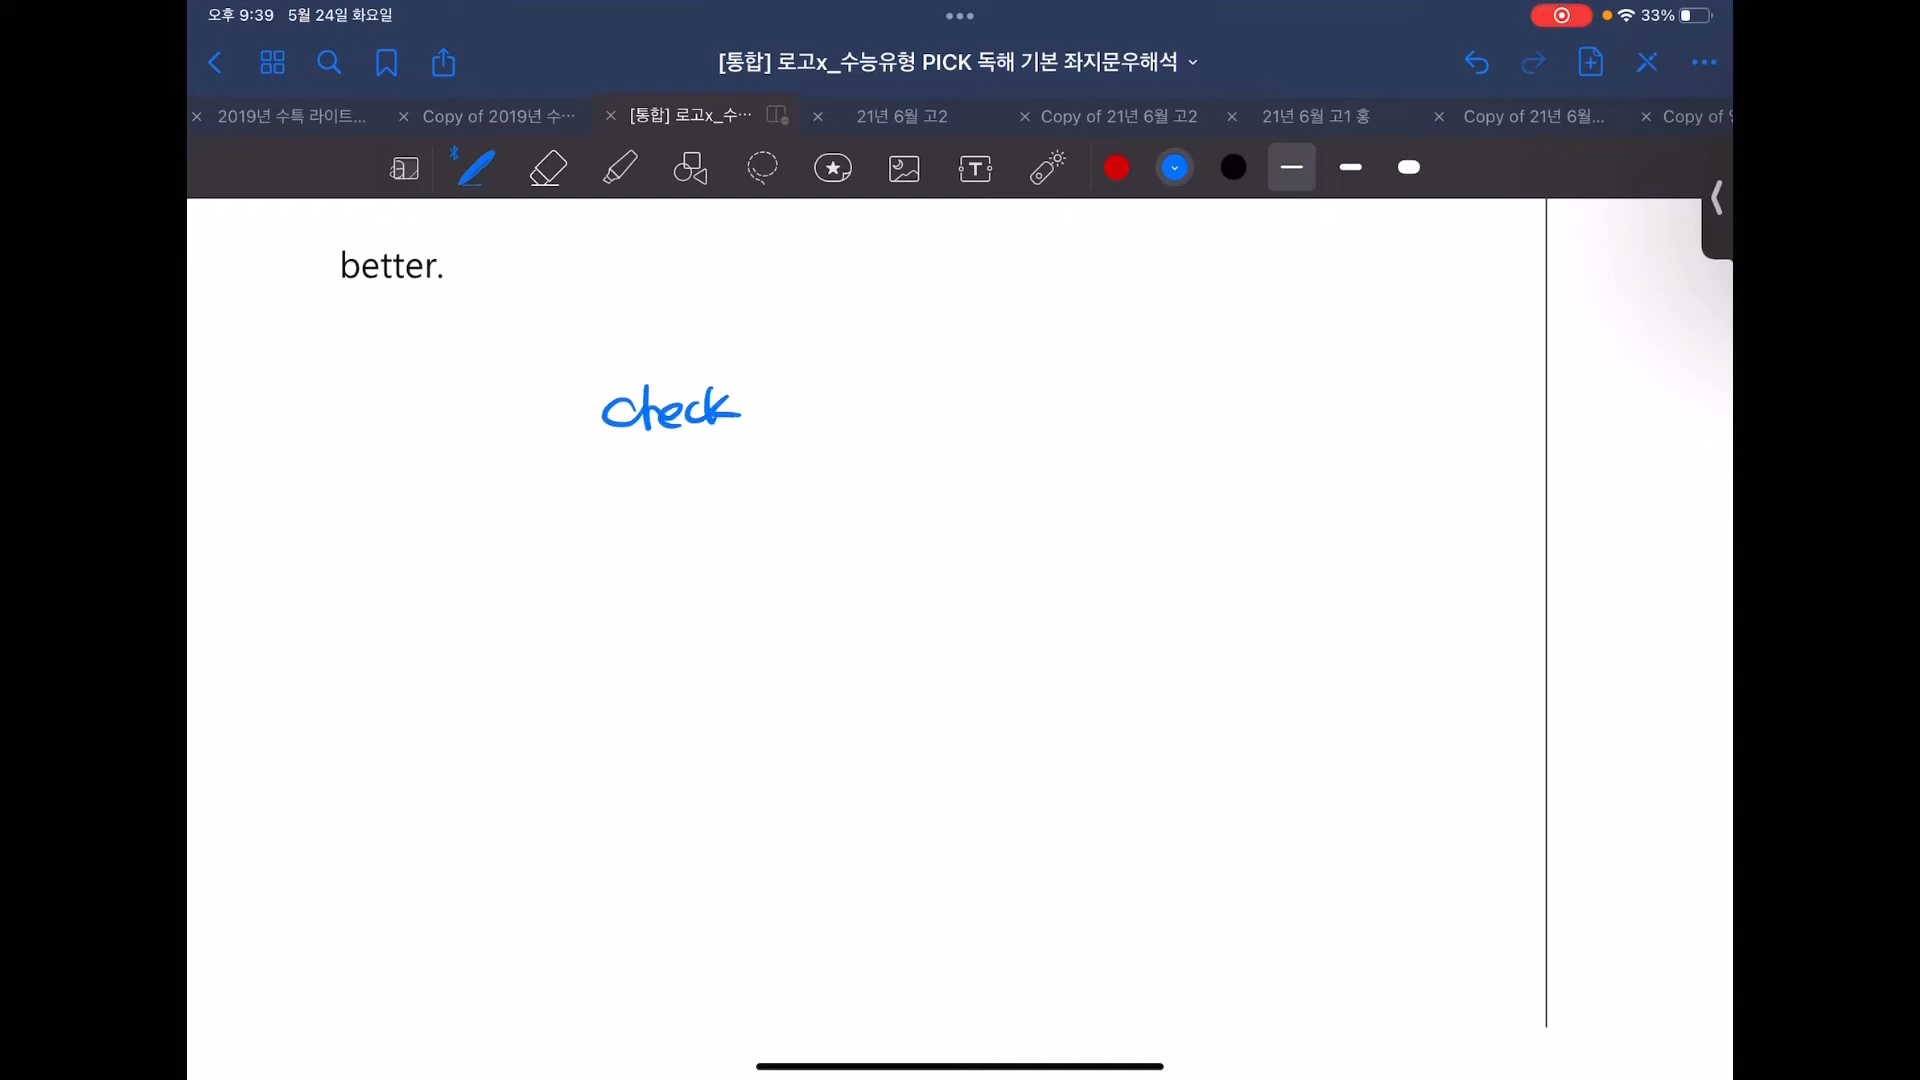 오후 9:39 5월 24일 화요일
33%
[통합] 로고x_수능유형 PICK 독해 기본 좌지문우해석
2019년 수특 라이트...
Copy of 2019년 수...
[통합] 로고x_수...
21년 6월 고2
Copy of 21년 6월 고2
21년 6월 고1 홍
Copy of 21년 6월...
Copy of
better.
check